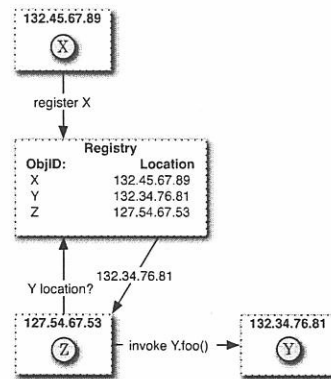 132.45.67.89
X
register X
Registry
ObjID: Location
X 132.45.67.89
Y 132.34.76.81
Z 127.54.67.53
132.34.76.81
Y location?
127.54.67.53
Z
invoke Y.foo()
132.34.76.81
Y